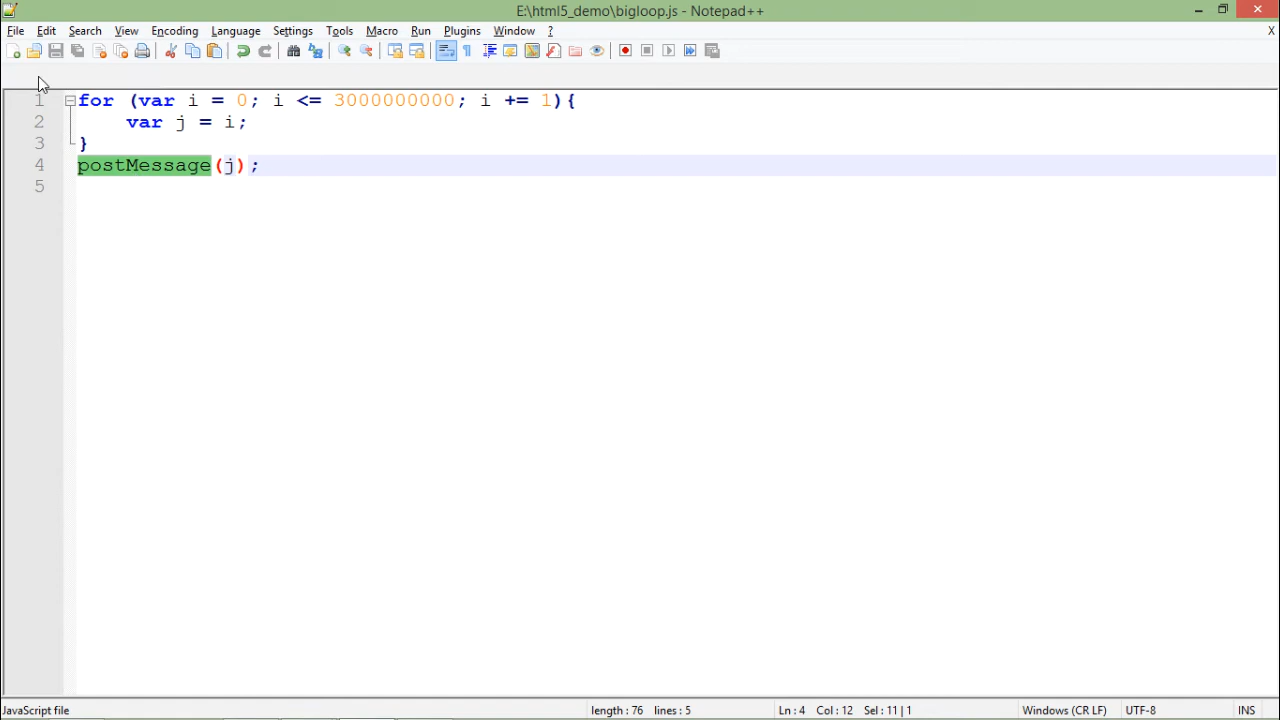 E:\html5_demo\bigloop.js - Notepad++
File Edit Search View Encoding Language Settings Tools Macro Run Plugins Window ? X
1 for (var i = 0; i <= 3000000000; i += 1){
2 var j = i;
3 }
4 postMessage(j);
5
JavaScript file length: 76 lines: 5 Ln: 4 Col: 12 Sel: 11 | 1 Windows (CR LF) UTF-8 INS